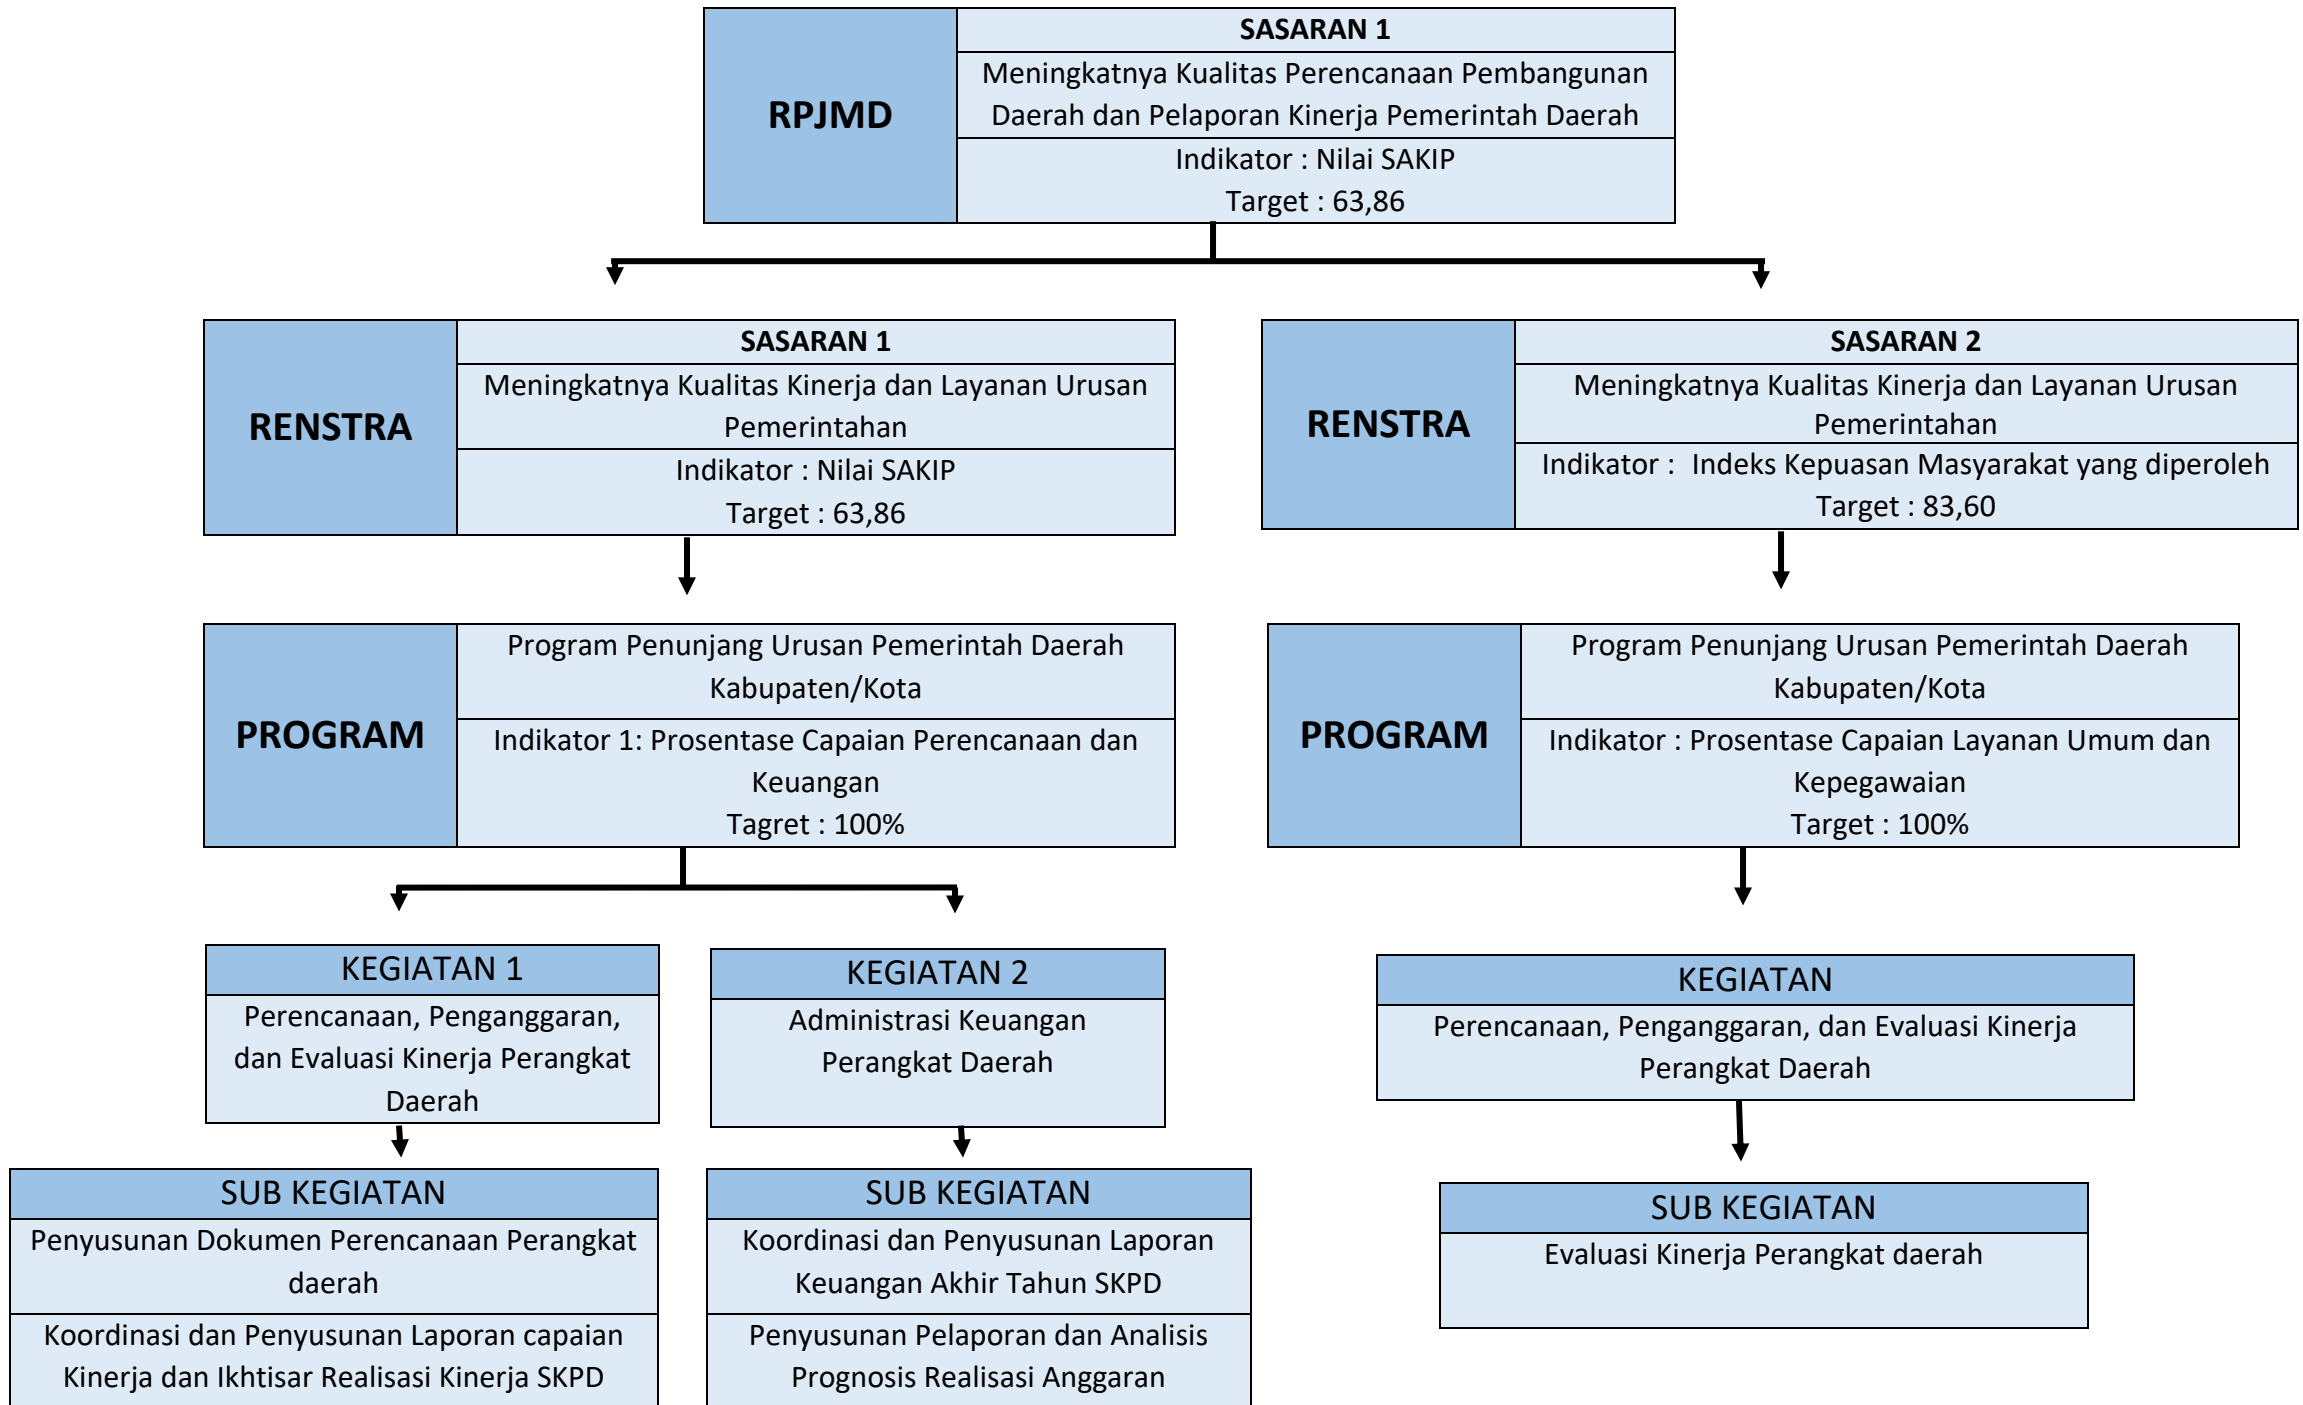 RPJMD
SASARAN 1
Meningkatnya Kualitas Perencanaan Pembangunan
Daerah dan Pelaporan Kinerja Pemerintah Daerah
Indikator : Nilai SAKIP
Target : 63,86
RENSTRA
SASARAN 1
Meningkatnya Kualitas Kinerja dan Layanan Urusan
Pemerintahan
Indikator : Nilai SAKIP
Target : 63,86
RENSTRA
SASARAN 2
Meningkatnya Kualitas Kinerja dan Layanan Urusan
Pemerintahan
Indikator : Indeks Kepuasan Masyarakat yang diperoleh
Target : 83,60
PROGRAM
Program Penunjang Urusan Pemerintah Daerah
Kabupaten/Kota
Indikator 1: Prosentase Capaian Perencanaan dan
Keuangan
Tagret : 100%
PROGRAM
Program Penunjang Urusan Pemerintah Daerah
Kabupaten/Kota
Indikator : Prosentase Capaian Layanan Umum dan
Kepegawaian
Target : 100%
KEGIATAN 1
Perencanaan, Penganggaran,
dan Evaluasi Kinerja Perangkat
Daerah
KEGIATAN 2
Administrasi Keuangan
Perangkat Daerah
KEGIATAN
Perencanaan, Penganggaran, dan Evaluasi Kinerja
Perangkat Daerah
SUB KEGIATAN
Penyusunan Dokumen Perencanaan Perangkat
daerah
Koordinasi dan Penyusunan Laporan capaian
Kinerja dan Ikhtisar Realisasi Kinerja SKPD
SUB KEGIATAN
Koordinasi dan Penyusunan Laporan
Keuangan Akhir Tahun SKPD
Penyusunan Pelaporan dan Analisis
Prognosis Realisasi Anggaran
SUB KEGIATAN
Evaluasi Kinerja Perangkat daerah